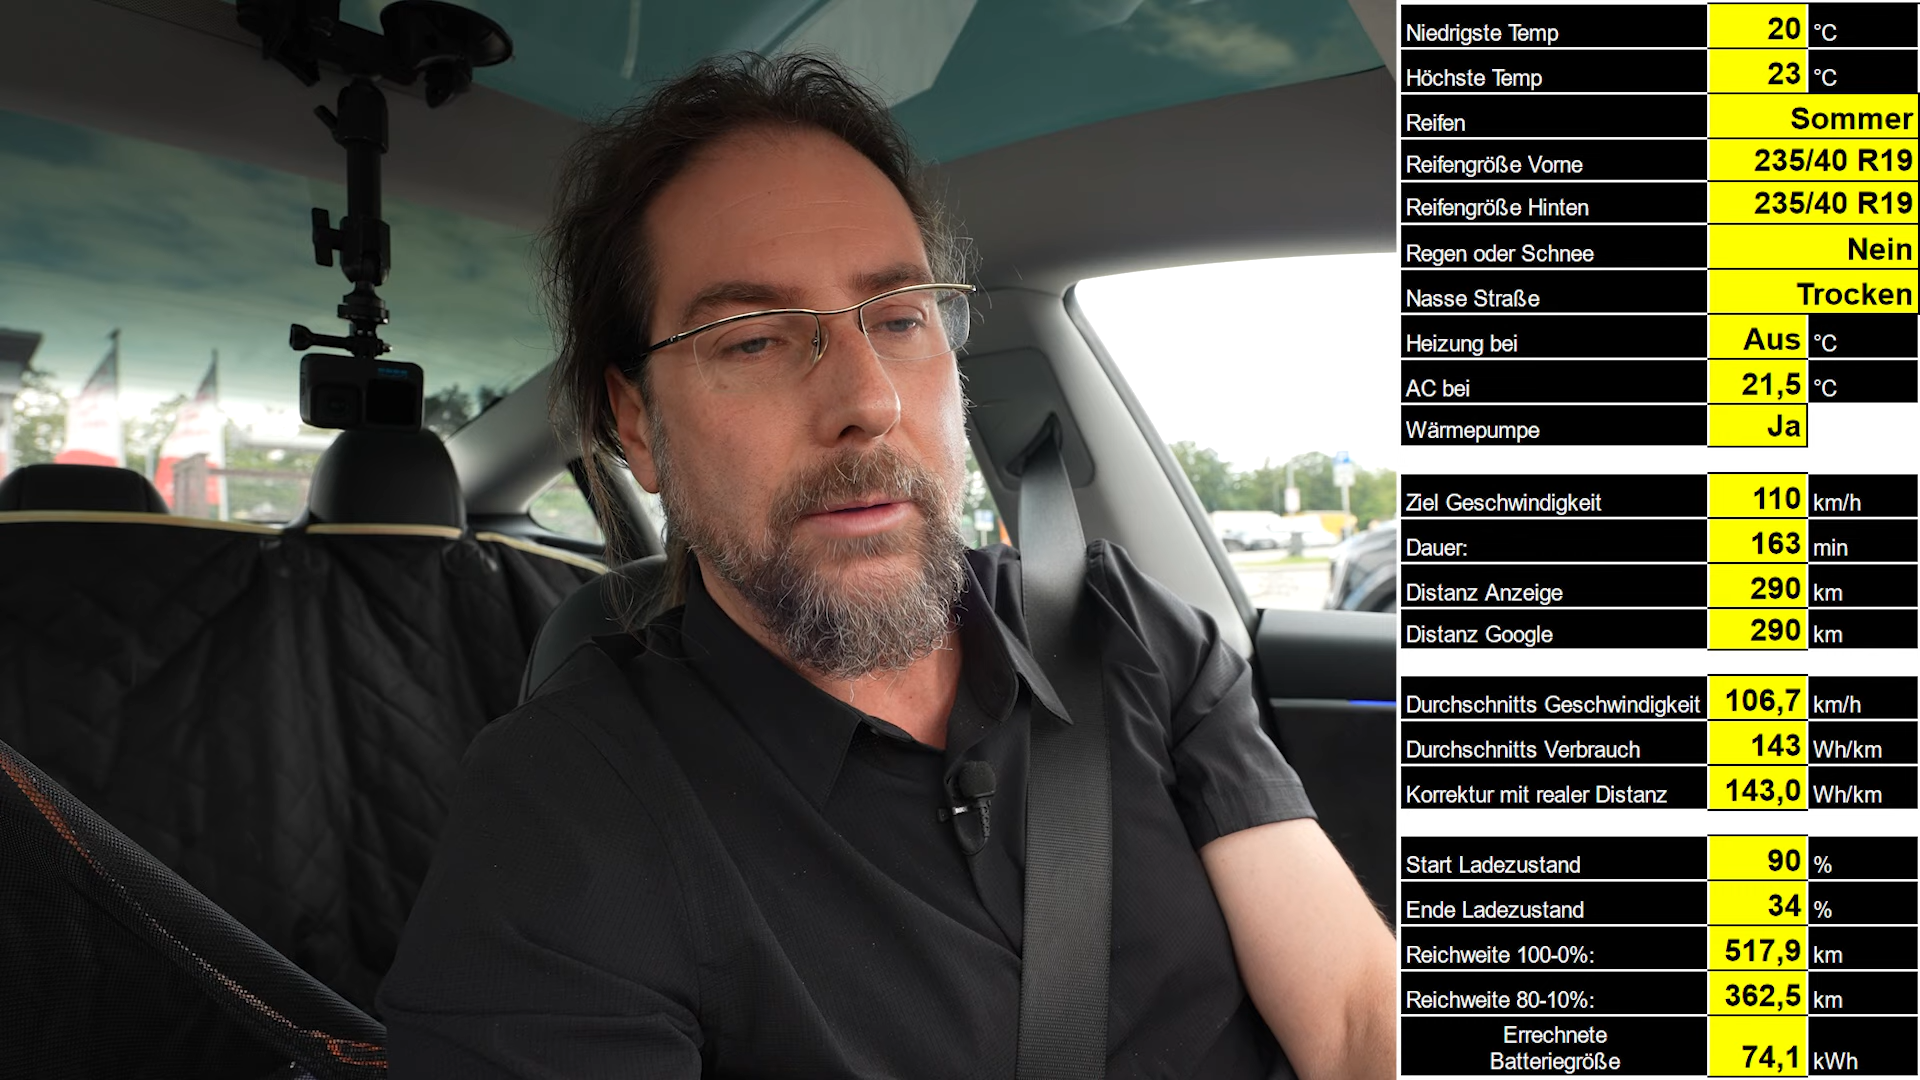 Niedrigste Temp 20 °C
Höchste Temp 23 °C
Reifen Sommer
Reifengröße Vorne 235/40 R19
Reifengröße Hinten 235/40 R19
Regen oder Schnee Nein
Nasse Straße Trocken
Heizung bei Aus °C
AC bei 21,5 °C
Wärmepumpe Ja
Ziel Geschwindigkeit 110 km/h
Dauer: 163 min
Distanz Anzeige 290 km
Distanz Google 290 km
Durchschnitts Geschwindigkeit 106,7 km/h
Durchschnitts Verbrauch 143 Wh/km
Korrektur mit realer Distanz 143,0 Wh/km
Start Ladezustand 90 %
Ende Ladezustand 34 %
Reichweite 100-0%: 517,9 km
Reichweite 80-10%: 362,5 km
Errechnete
Batteriegröße 74,1 kWh